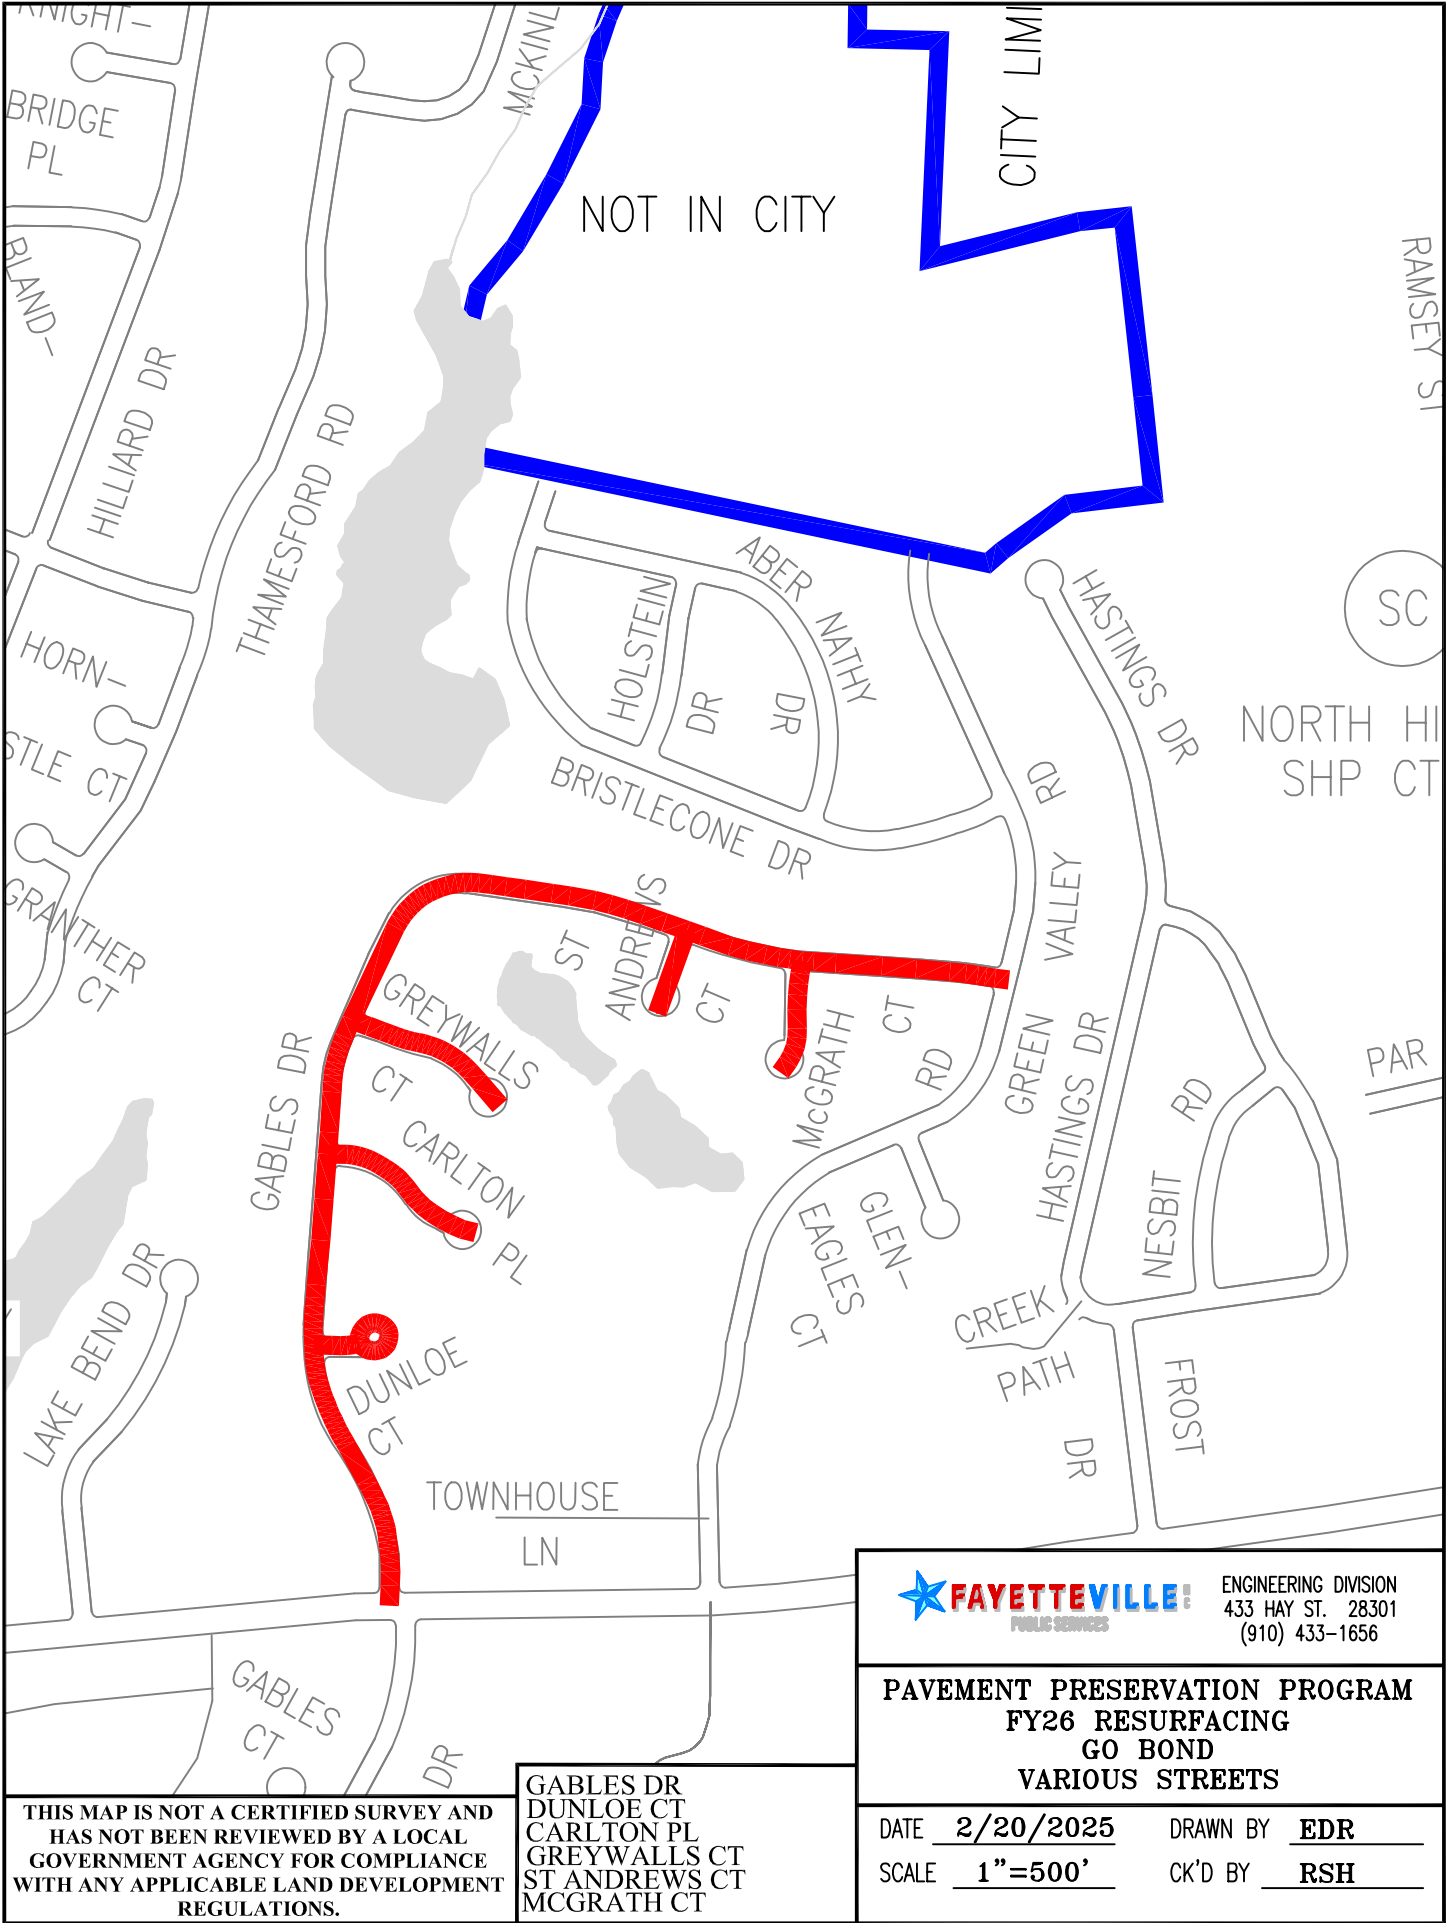 KNIGHT-
BRIDGE
PL
MCKINL
CITY LIMI
NOT IN CITY
BLAND-
RAMSEY ST
HILLIARD DR
THAMESFORD RD
ABER NATHY
DR
HOLSTEIN
DR
HASTINGS DR
SC
HORN-
STLE CT
NORTH HI
SHP CT
BRISTLECONE DR
GREEN VALLEY RD
GRANTHER
CT
ST ANDREWS
CT
GREYWALLS
CT
McGRATH
CT
RD
HASTINGS DR
PAR
GABLES DR
CARLTON
PL
NESBIT RD
GLEN-
EAGLES
CT
LAKE BEND DR
CREEK
PATH
DR
DUNLOE
CT
FROST
TOWNHOUSE
LN
GABLES
CT
DR
FAYETTEVILLE
PUBLIC SERVICES
ENGINEERING DIVISION
433 HAY ST. 28301
(910) 433-1656
PAVEMENT PRESERVATION PROGRAM
FY26 RESURFACING
GO BOND
VARIOUS STREETS
DATE 2/20/2025 DRAWN BY EDR
SCALE 1"=500' CK'D BY RSH
GABLES DR
DUNLOE CT
CARLTON PL
GREYWALLS CT
ST ANDREWS CT
MCGRATH CT
THIS MAP IS NOT A CERTIFIED SURVEY AND
HAS NOT BEEN REVIEWED BY A LOCAL
GOVERNMENT AGENCY FOR COMPLIANCE
WITH ANY APPLICABLE LAND DEVELOPMENT
REGULATIONS.